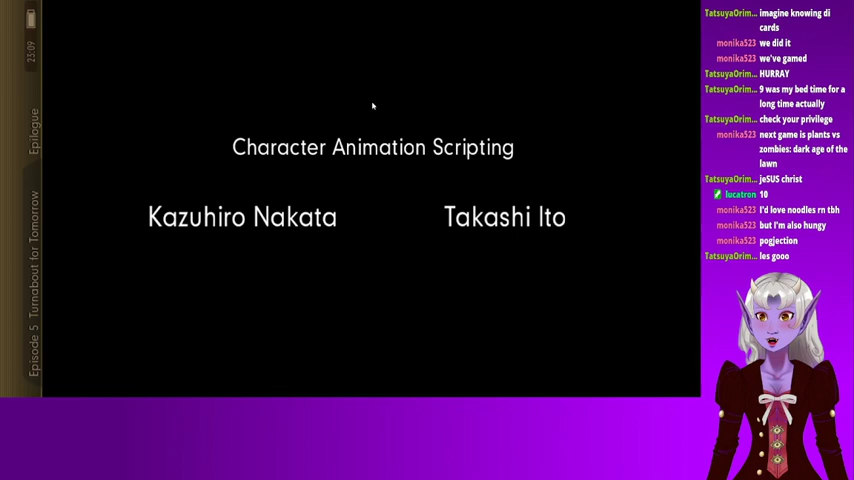 23:09
Epilogue
Episode 5 Turnabout for Tomorrow
Character Animation Scripting
Kazuhiro Nakata
Takashi Ito
TatsuyaOrim... imagine knowing di
cards
monika523 we did it
monika523 we've gamed
TatsuyaOrim... HURRAY
TatsuyaOrim... 9 was my bed time for a
long time actually
TatsuyaOrim... check your privilege
monika523 next game is plants vs
zombies: dark age of the
lawn
TatsuyaOrim... jeSUS christ
lucatron 10
monika523 I'd love noodles rn tbh
monika523 but I'm also hungy
monika523 pogjection
TatsuyaOrim... les gooo